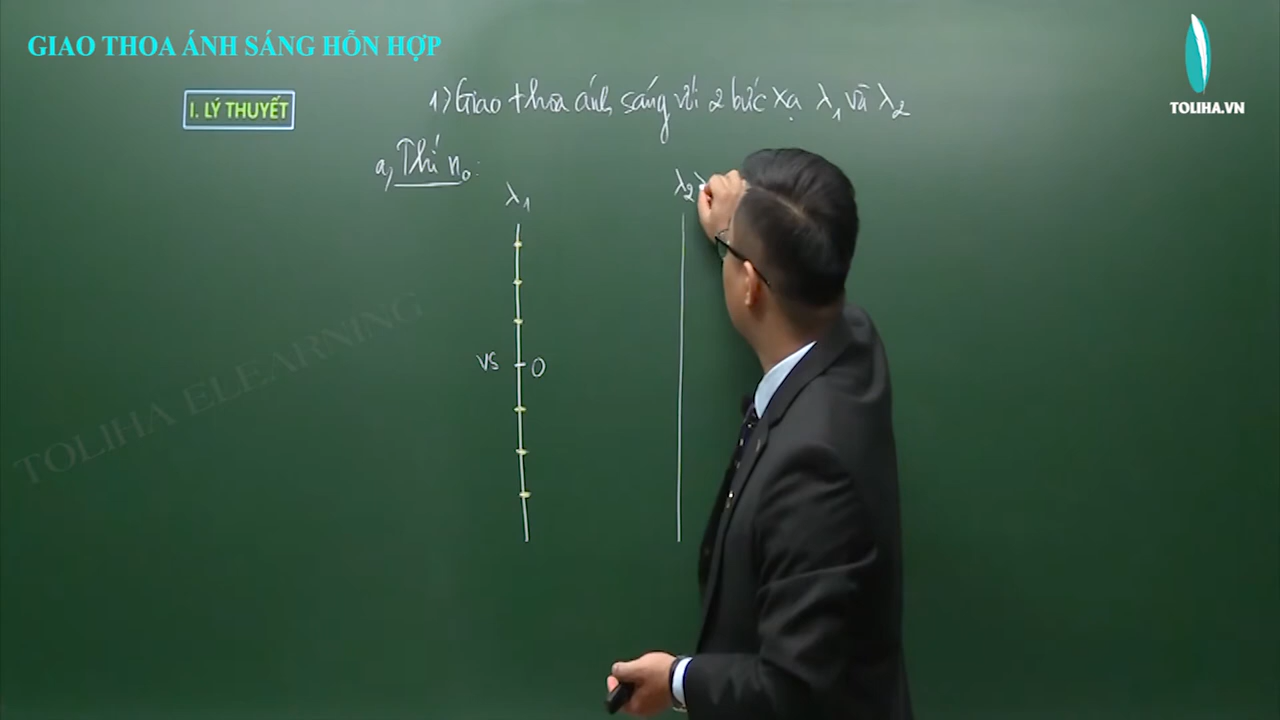 GIAO THOA ÁNH SÁNG HỖN HỢP
TOLIHA.VN
I. LÝ THUYẾT
1) Giao thoa ánh sáng với 2 bức xạ λ1 và λ2
a, Thí n0:
λ1
λ2
VS O
TOLIHA ELEARNING